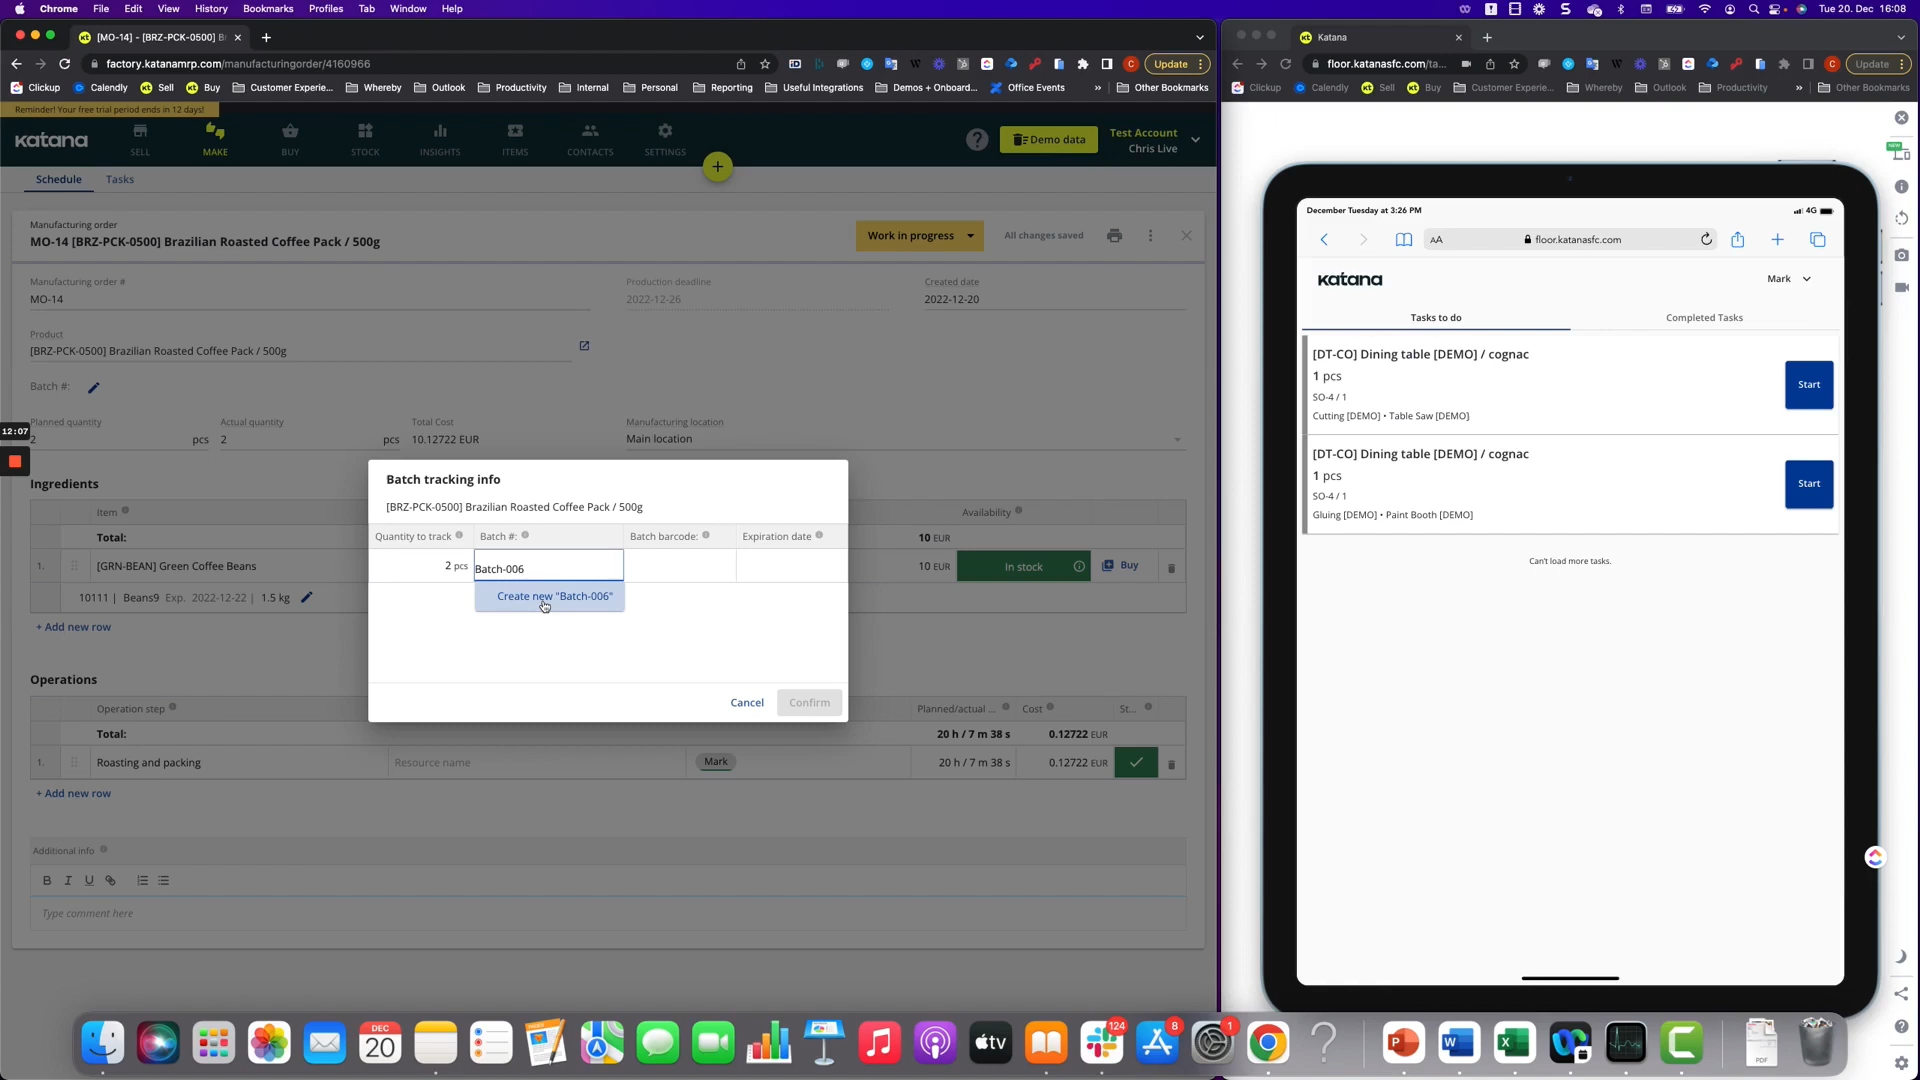 Chrome File Edit View History Bookmarks Profiles Tab Window Help
Tue 20. Dec 16:08
[MO-14] - [BRZ-PCK-0500] B
Katana
factory.katanamrp.com/manufacturingorder/4160966
Update
floor.katanasfc.com/ta...
Update
Clickup Calendly Sell Buy Customer Experie... Whereby Outlook Productivity Internal Personal Reporting Useful Integrations Demos + Onboard... Office Events » Other Bookmarks
Clickup Calendly Sell Buy Customer Experie... Whereby Outlook Productivity » Other Bookmarks
Reminder! Your free trial period ends in 12 days!
katana
SELL MAKE BUY STOCK INSIGHTS ITEMS CONTACTS SETTINGS
Demo data
Test Account
Chris Live
Schedule Tasks
Manufacturing order
MO-14 [BRZ-PCK-0500] Brazilian Roasted Coffee Pack / 500g
Work in progress
All changes saved
Manufacturing order # Production deadline Created date
MO-14 2022-12-26 2022-12-20
Product
[BRZ-PCK-0500] Brazilian Roasted Coffee Pack / 500g
Batch #:
Planned quantity Actual quantity Total Cost Manufacturing location
2 pcs 2 pcs 10.12722 EUR Main location
12:07
Ingredients
Item Availability
Total: 10 EUR
1. [GRN-BEAN] Green Coffee Beans 10 EUR In stock Buy
10111 | Beans9 Exp. 2022-12-22 | 1.5 kg
+ Add new row
Batch tracking info
[BRZ-PCK-0500] Brazilian Roasted Coffee Pack / 500g
Quantity to track Batch #: Batch barcode: Expiration date
2 pcs Batch-006
Create new "Batch-006"
Cancel Confirm
Operations
Operation step Planned/actual ... Cost St...
Total: 20 h / 7 m 38 s 0.12722 EUR
1. Roasting and packing Resource name Mark 20 h / 7 m 38 s 0.12722 EUR
+ Add new row
Additional info
B I U
Type comment here
NEW
December Tuesday at 3:26 PM
4G
AA floor.katanasfc.com
katana
Mark
Tasks to do Completed Tasks
[DT-CO] Dining table [DEMO] / cognac
1 pcs
SO-4 / 1
Cutting [DEMO] • Table Saw [DEMO]
Start
[DT-CO] Dining table [DEMO] / cognac
1 pcs
SO-4 / 1
Gluing [DEMO] • Paint Booth [DEMO]
Start
Can't load more tasks.
DEC
20
tv
124
8
1
P
W
X
PDF